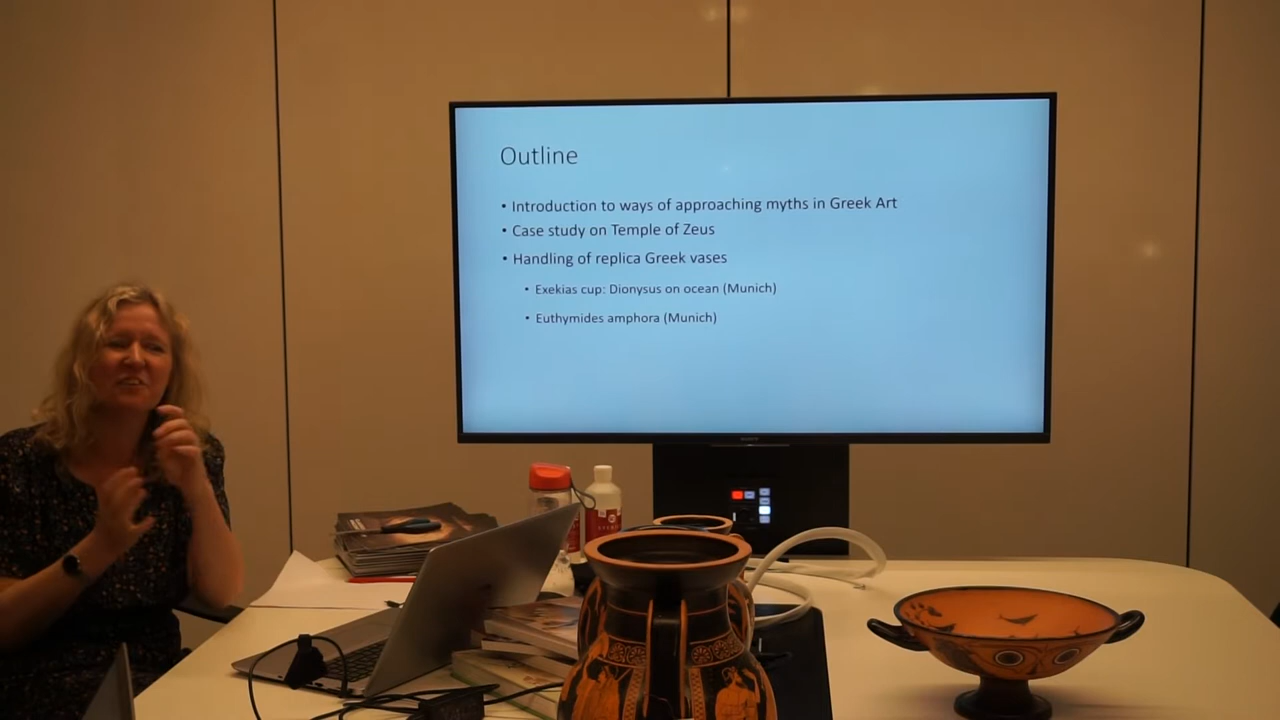 Outline
• Introduction to ways of approaching myths in Greek Art
• Case study on Temple of Zeus
• Handling of replica Greek vases
• Exekias cup: Dionysus on ocean (Munich)
• Euthymides amphora (Munich)